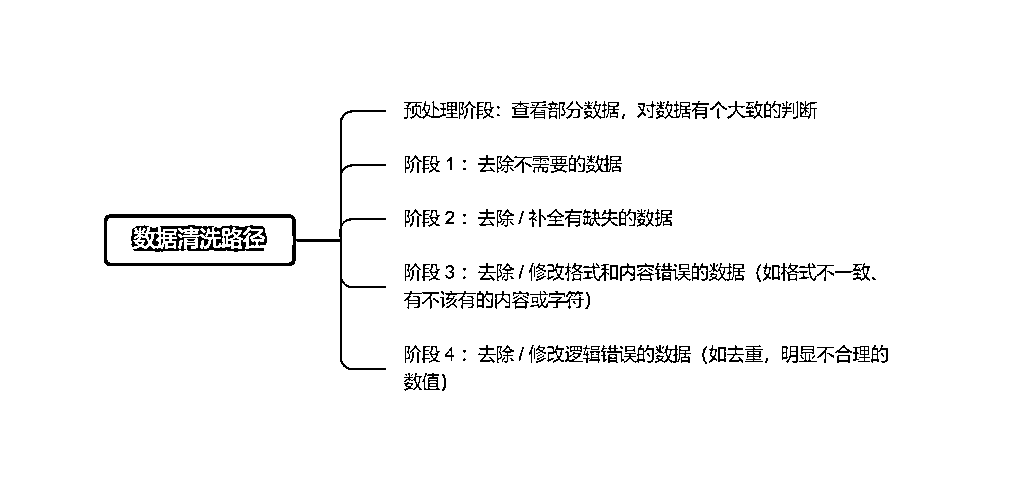 数据清洗路径
预处理阶段：查看部分数据，对数据有个大致的判断
阶段 1 ：去除不需要的数据
阶段 2 ：去除 / 补全有缺失的数据
阶段 3 ：去除 / 修改格式和内容错误的数据（如格式不一致、
有不该有的内容或字符）
阶段 4 ：去除 / 修改逻辑错误的数据（如去重，明显不合理的
数值）